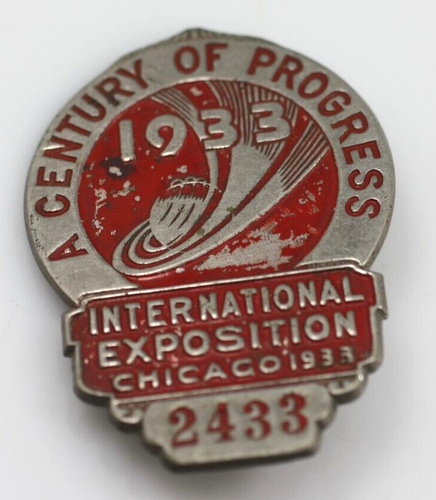 A CENTURY OF PROGRESS
1933
INTERNATIONAL
EXPOSITION
CHICAGO 1933
2433